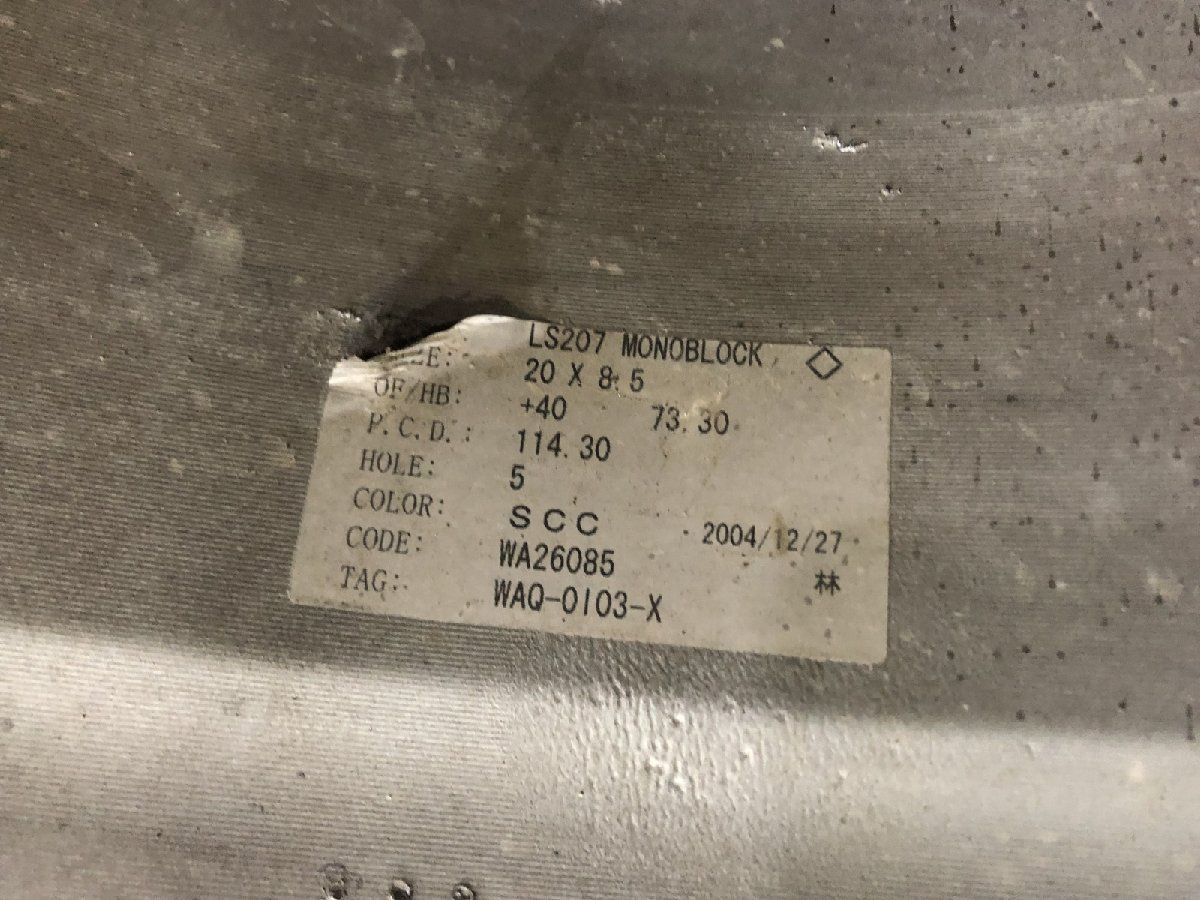 LS207 MONOBLOCK ◇
20 X 8.5
OF/HB: +40 73.30
P.C.D.: 114.30
HOLE: 5
COLOR: SCC 2004/12/27
CODE: WA26085 林
TAG: WAQ-0103-X